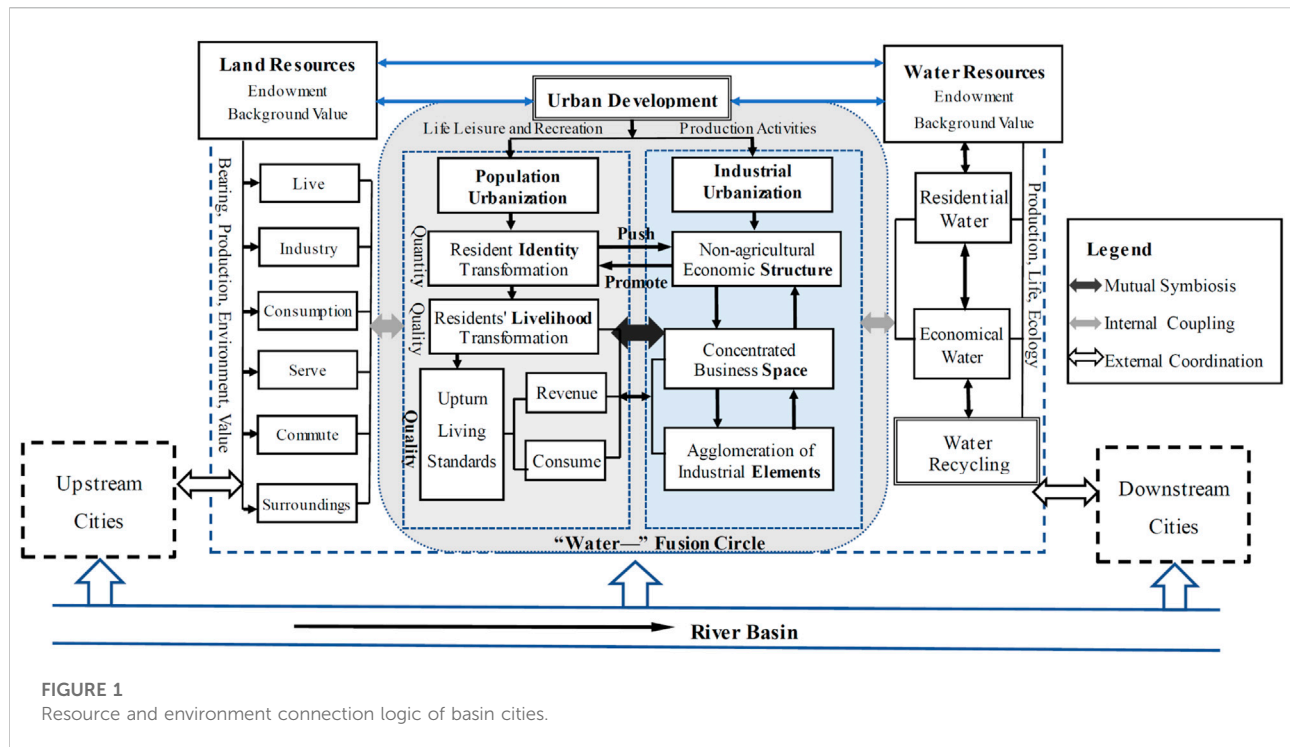 Land Resources
Endowment
Background Value
Water Resources
Endowment
Background Value
Urban Development
Life Leisure and Recreation
Production Activities
Bearing, Production, Environment, Value
Live
Industry
Consumption
Serve
Commute
Surroundings
Population
Urbanization
Quantity
Resident Identity
Transformation
Quality
Residents' Livelihood
Transformation
Quality
Upturn
Living
Standards
Revenue
Consume
Push
Promote
Industrial
Urbanization
Non-agricultural
Economic Structure
Concentrated
Business Space
Agglomeration of
Industrial Elements
“Water—” Fusion Circle
Residential
Water
Economical
Water
Water
Recycling
Production, Life, Ecology
Legend
Mutual Symbiosis
Internal Coupling
External Coordination
Upstream
Cities
Downstream
Cities
River Basin
FIGURE 1
Resource and environment connection logic of basin cities.